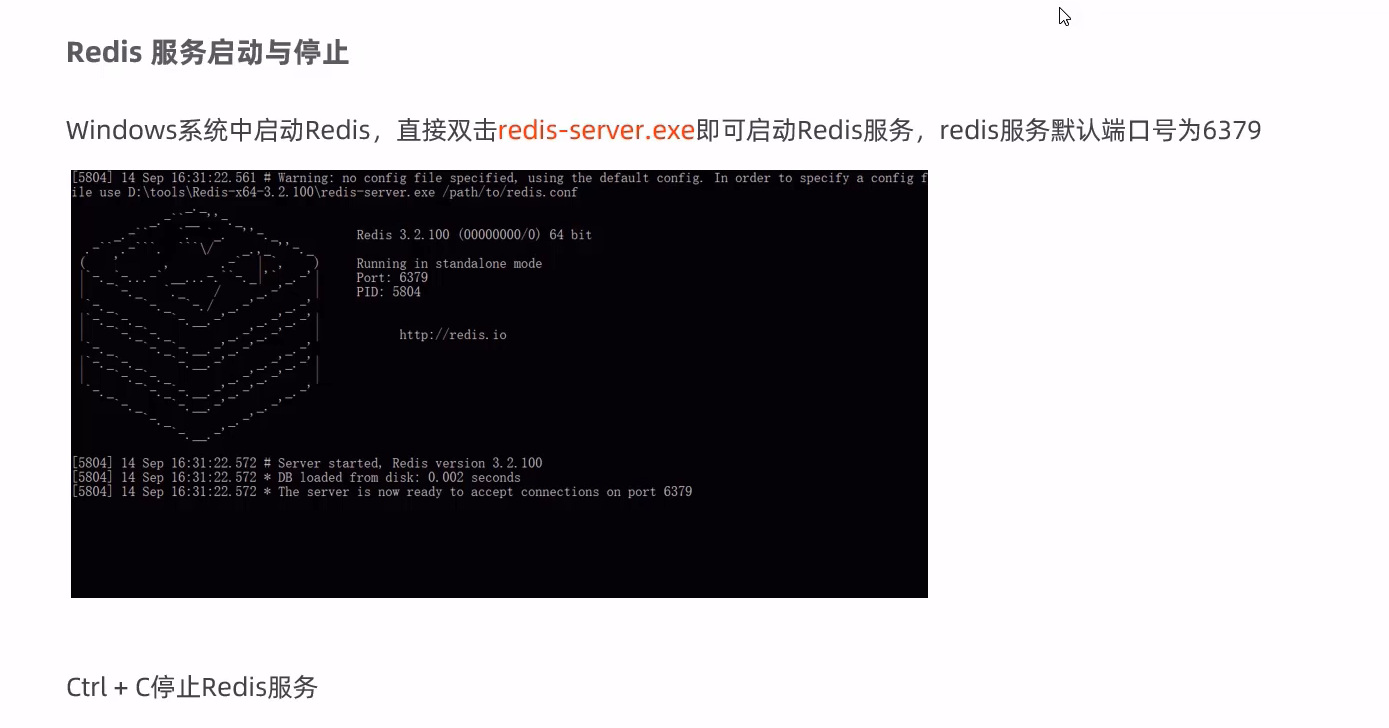 Redis 服务启动与停止
Windows系统中启动Redis，直接双击redis-server.exe即可启动Redis服务，redis服务默认端口号为6379
[5804] 14 Sep 16:31:22.561 # Warning: no config file specified, using the default config. In order to specify a config f
ile use D:\tools\Redis-x64-3.2.100\redis-server.exe /path/to/redis.conf
Redis 3.2.100 (00000000/0) 64 bit
Running in standalone mode
Port: 6379
PID: 5804
http://redis.io
[5804] 14 Sep 16:31:22.572 # Server started, Redis version 3.2.100
[5804] 14 Sep 16:31:22.572 * DB loaded from disk: 0.002 seconds
[5804] 14 Sep 16:31:22.572 * The server is now ready to accept connections on port 6379
Ctrl + C停止Redis服务